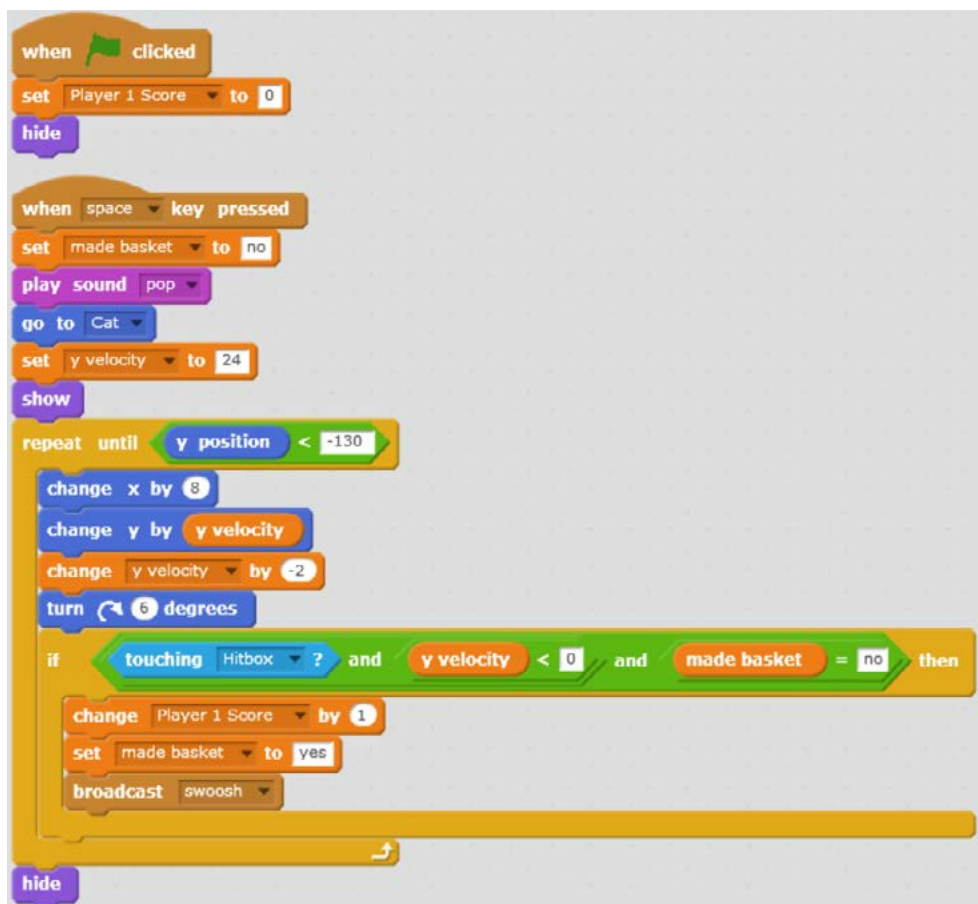 when clicked
set Player 1 Score to 0
hide
when space key pressed
set made basket to no
play sound pop
go to Cat
set y velocity to 24
show
repeat until y position < -130
change x by 8
change y by y velocity
change y velocity by -2
turn 6 degrees
if touching Hitbox ? and y velocity < 0 and made basket = no then
change Player 1 Score by 1
set made basket to yes
broadcast swoosh
hide